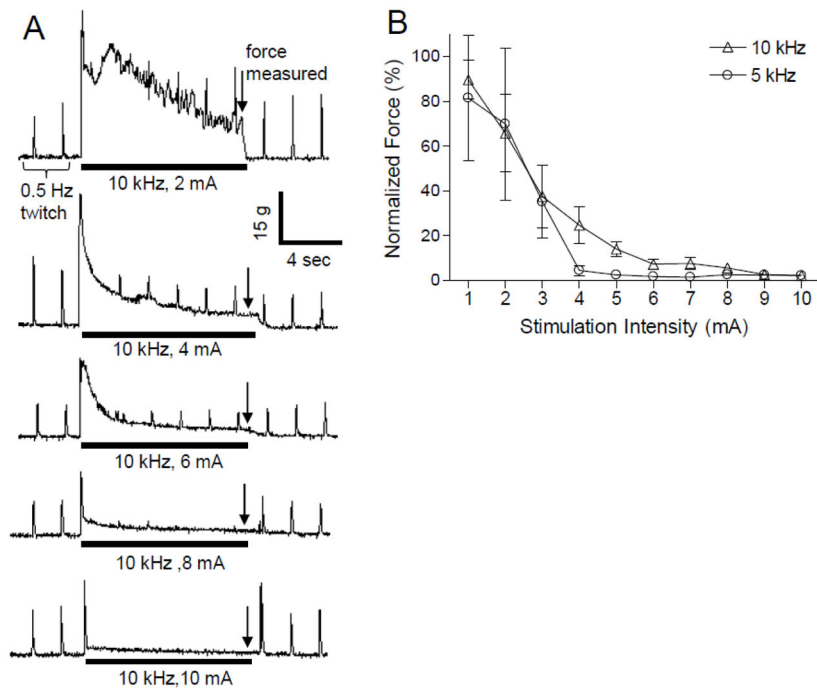 A
force
measured
10 kHz, 2 mA
0.5 Hz
twitch
15 g
4 sec
10 kHz, 4 mA
10 kHz, 6 mA
10 kHz ,8 mA
10 kHz,10 mA
B
10 kHz
5 kHz
Normalized Force (%)
100
80
60
40
20
0
1 2 3 4 5 6 7 8 9 10
Stimulation Intensity (mA)